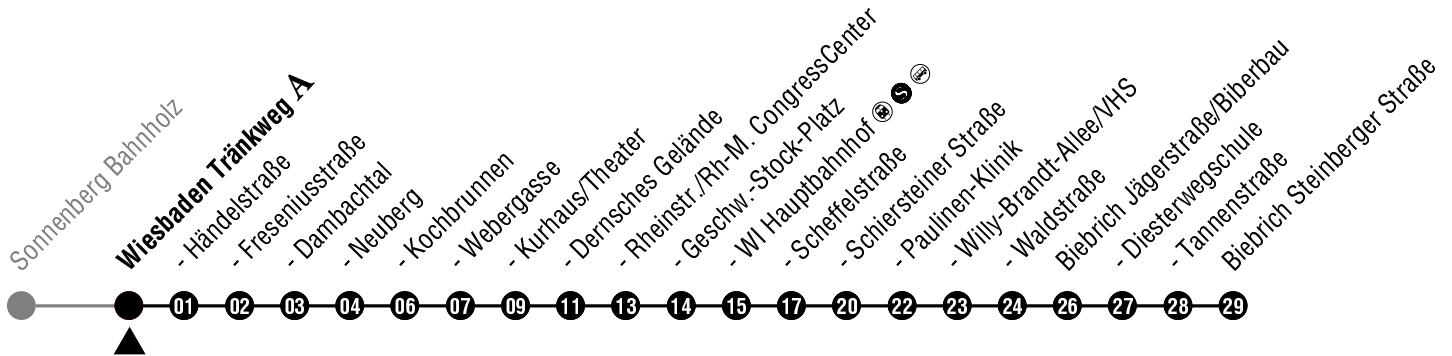 Sonnenberg Bahnholz
Wiesbaden Tränkweg A
- Händelstraße
- Freseniusstraße
- Dambachtal
- Neuberg
- Kochbrunnen
- Webergasse
- Kurhaus/Theater
- Dernsches Gelände
- Rheinstr./Rh-M. CongressCenter
- Geschw.-Stock-Platz
- WI Hauptbahnhof S
- Scheffelstraße
- Schiersteiner Straße
- Paulinen-Klinik
- Willy-Brandt-Allee/VHS
- Waldstraße
Biebrich Jägerstraße/Biberbau
- Diesterwegschule
- Tannenstraße
Biebrich Steinberger Straße
01 02 03 04 06 07 09 11 13 14 15 17 20 22 23 24 26 27 28 29